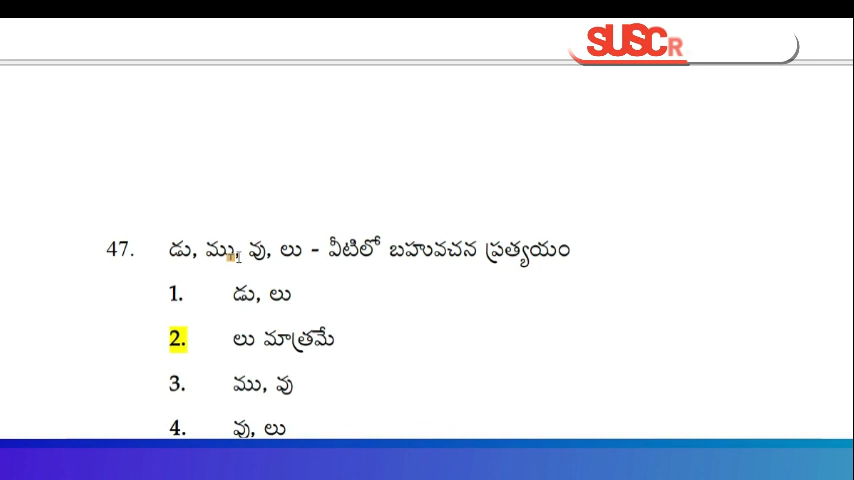 SUSCR
47. డు, ము, వు, లు - వీటిలో బహువచన ప్రత్యయం
1. డు, లు
2. లు మాత్రమే
3. ము, వు
4. వు, లు